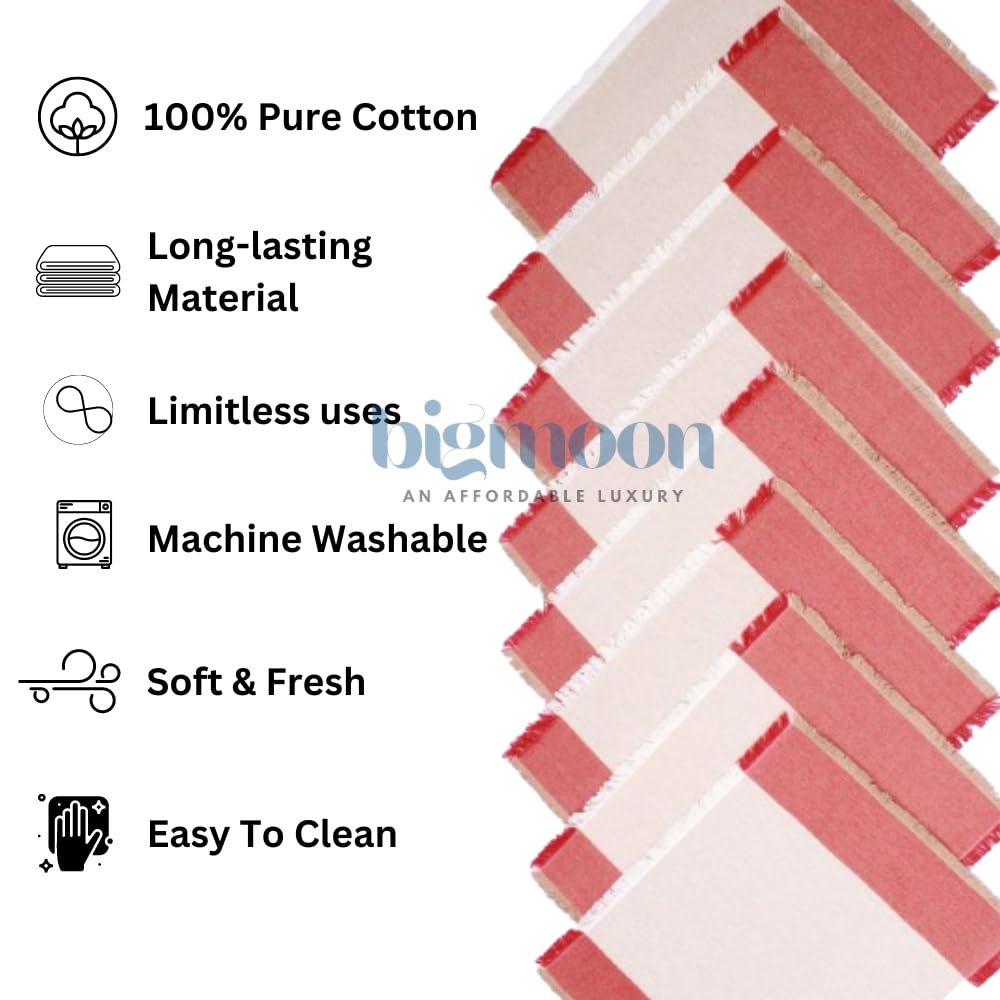 100% Pure Cotton
Long-lasting
Material
Limitless uses
bigmoon
AN AFFORDABLE LUXURY
Machine Washable
Soft & Fresh
Easy To Clean